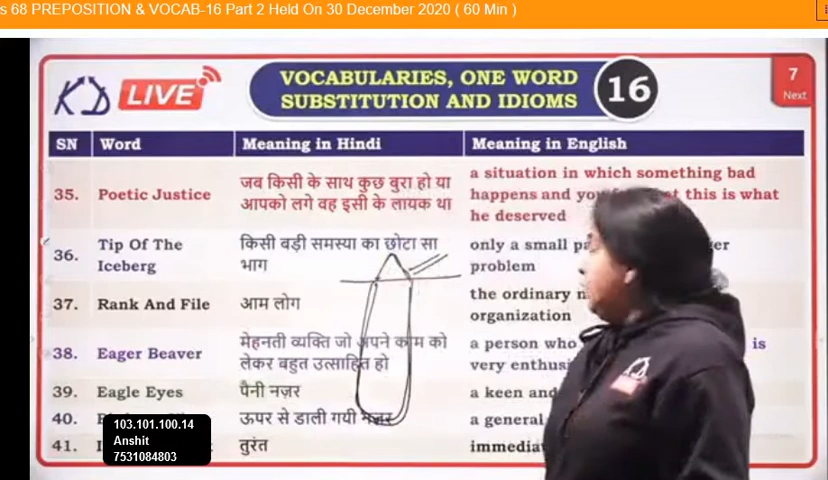 s 68 PREPOSITION & VOCAB-16 Part 2 Held On 30 December 2020 ( 60 Min )
KD LIVE
VOCABULARIES, ONE WORD
SUBSTITUTION AND IDIOMS
16
7
Next
SN Word Meaning in Hindi Meaning in English
35. Poetic Justice
जब किसी के साथ कुछ बुरा हो या
आपको लगे वह इसी के लायक था
a situation in which something bad
happens and you this is what
he deserved
36. Tip Of The
Iceberg
किसी बड़ी समस्या का छोटा सा
भाग
only a small
problem
37. Rank And File
आम लोग
the ordinary
organization
38. Eager Beaver
मेहनती व्यक्ति जो अपने काम को
लेकर बहुत उत्साहित हो
a person who is
very
39. Eagle Eyes
पैनी नज़र
a keen and
40.
ऊपर से डाली गयी नज़र
a general
41.
तुरंत
103.101.100.14
Anshit
7531084803